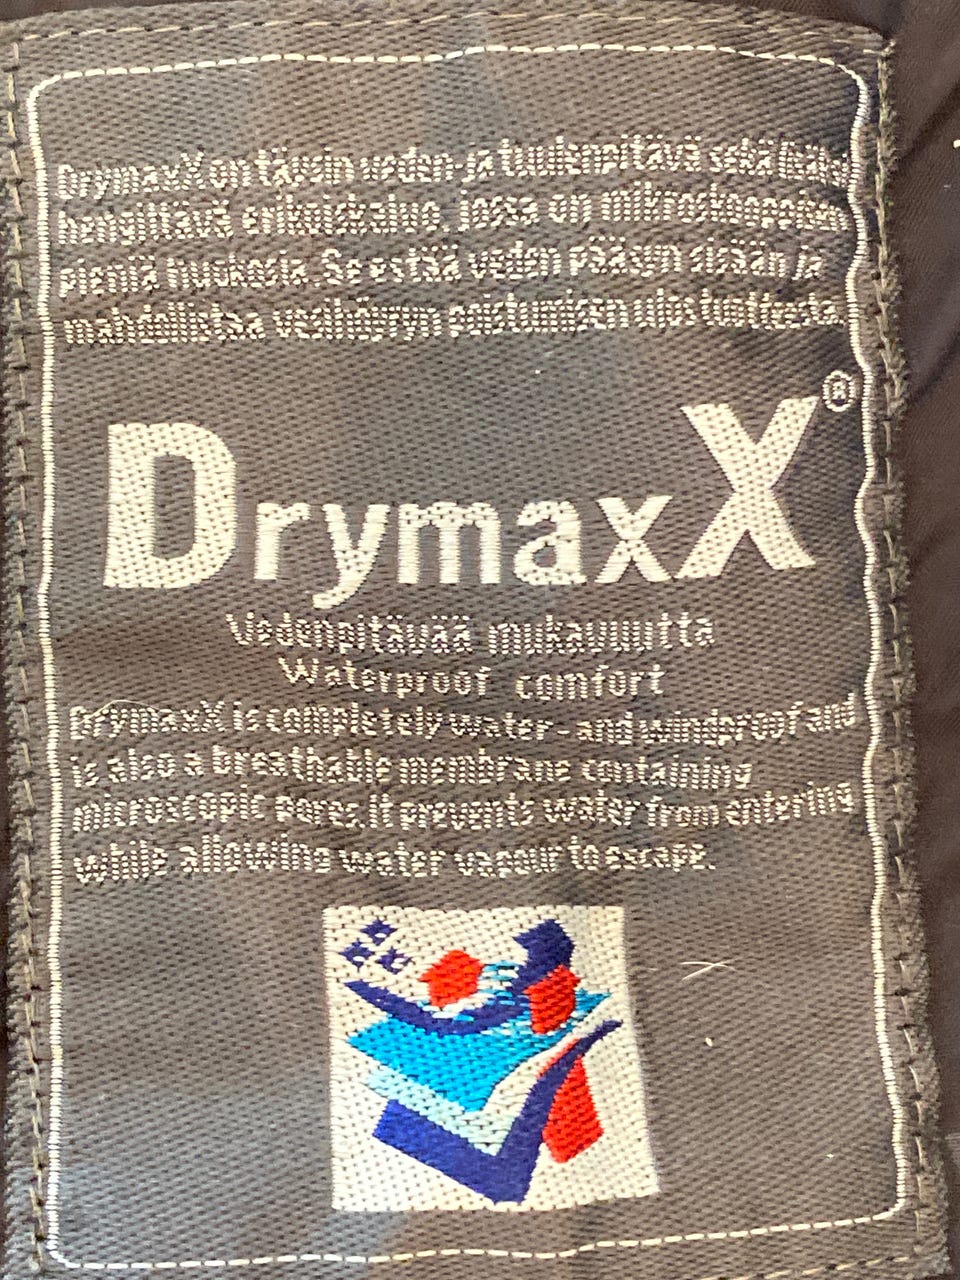 DrymaxX on täysin veden-ja tuulenpitävä sekä lisäksi
hengittävä erikoiskalvo, jossa on mikroskooppisen
pieniä huokosia. Se estää veden pääsyn sisään ja
mahdollistaa vesihöyryn poistumisen ulos tuotteesta.
DrymaxX®
Vedenpitävää mukavuutta
Waterproof comfort
DrymaxX is completely water-and windproof and
is also a breathable membrane containing
microscopic pores.It prevents water from entering
while allowing water vapour to escape.